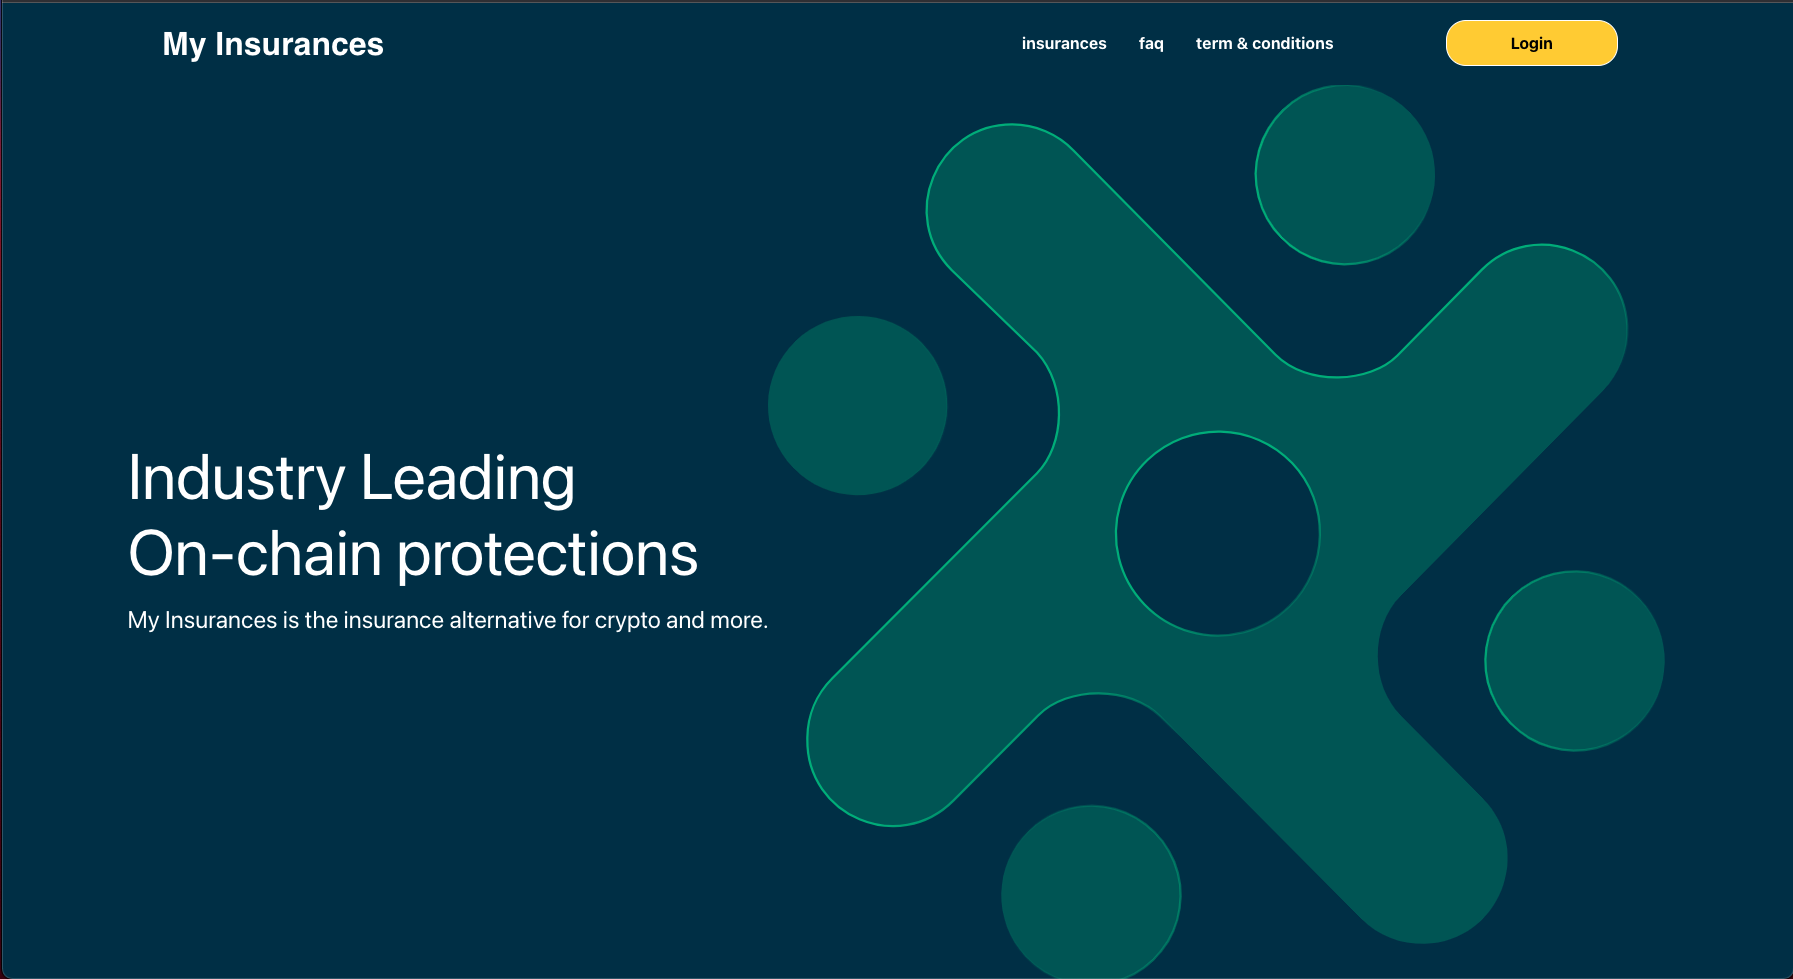 My Insurances
insurances faq term & conditions
Login
Industry Leading
On-chain protections
My Insurances is the insurance alternative for crypto and more.